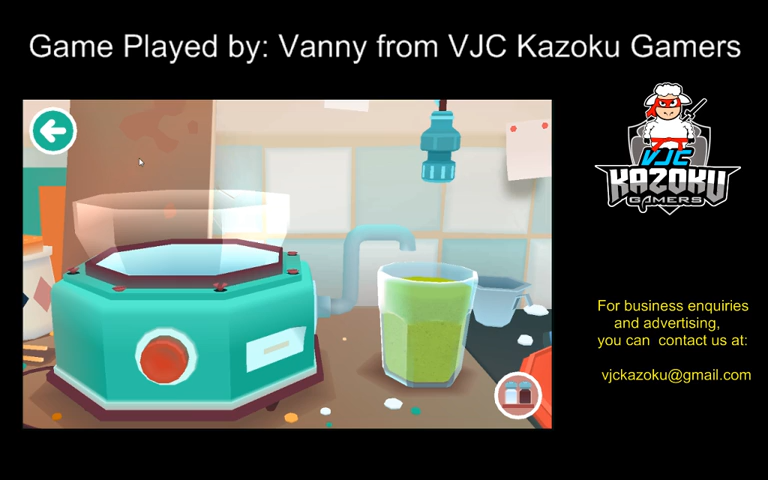 Game Played by: Vanny from VJC Kazoku Gamers
VJC
KAZOKU
GAMERS
For business enquiries
and advertising,
you can contact us at:
vjckazoku@gmail.com